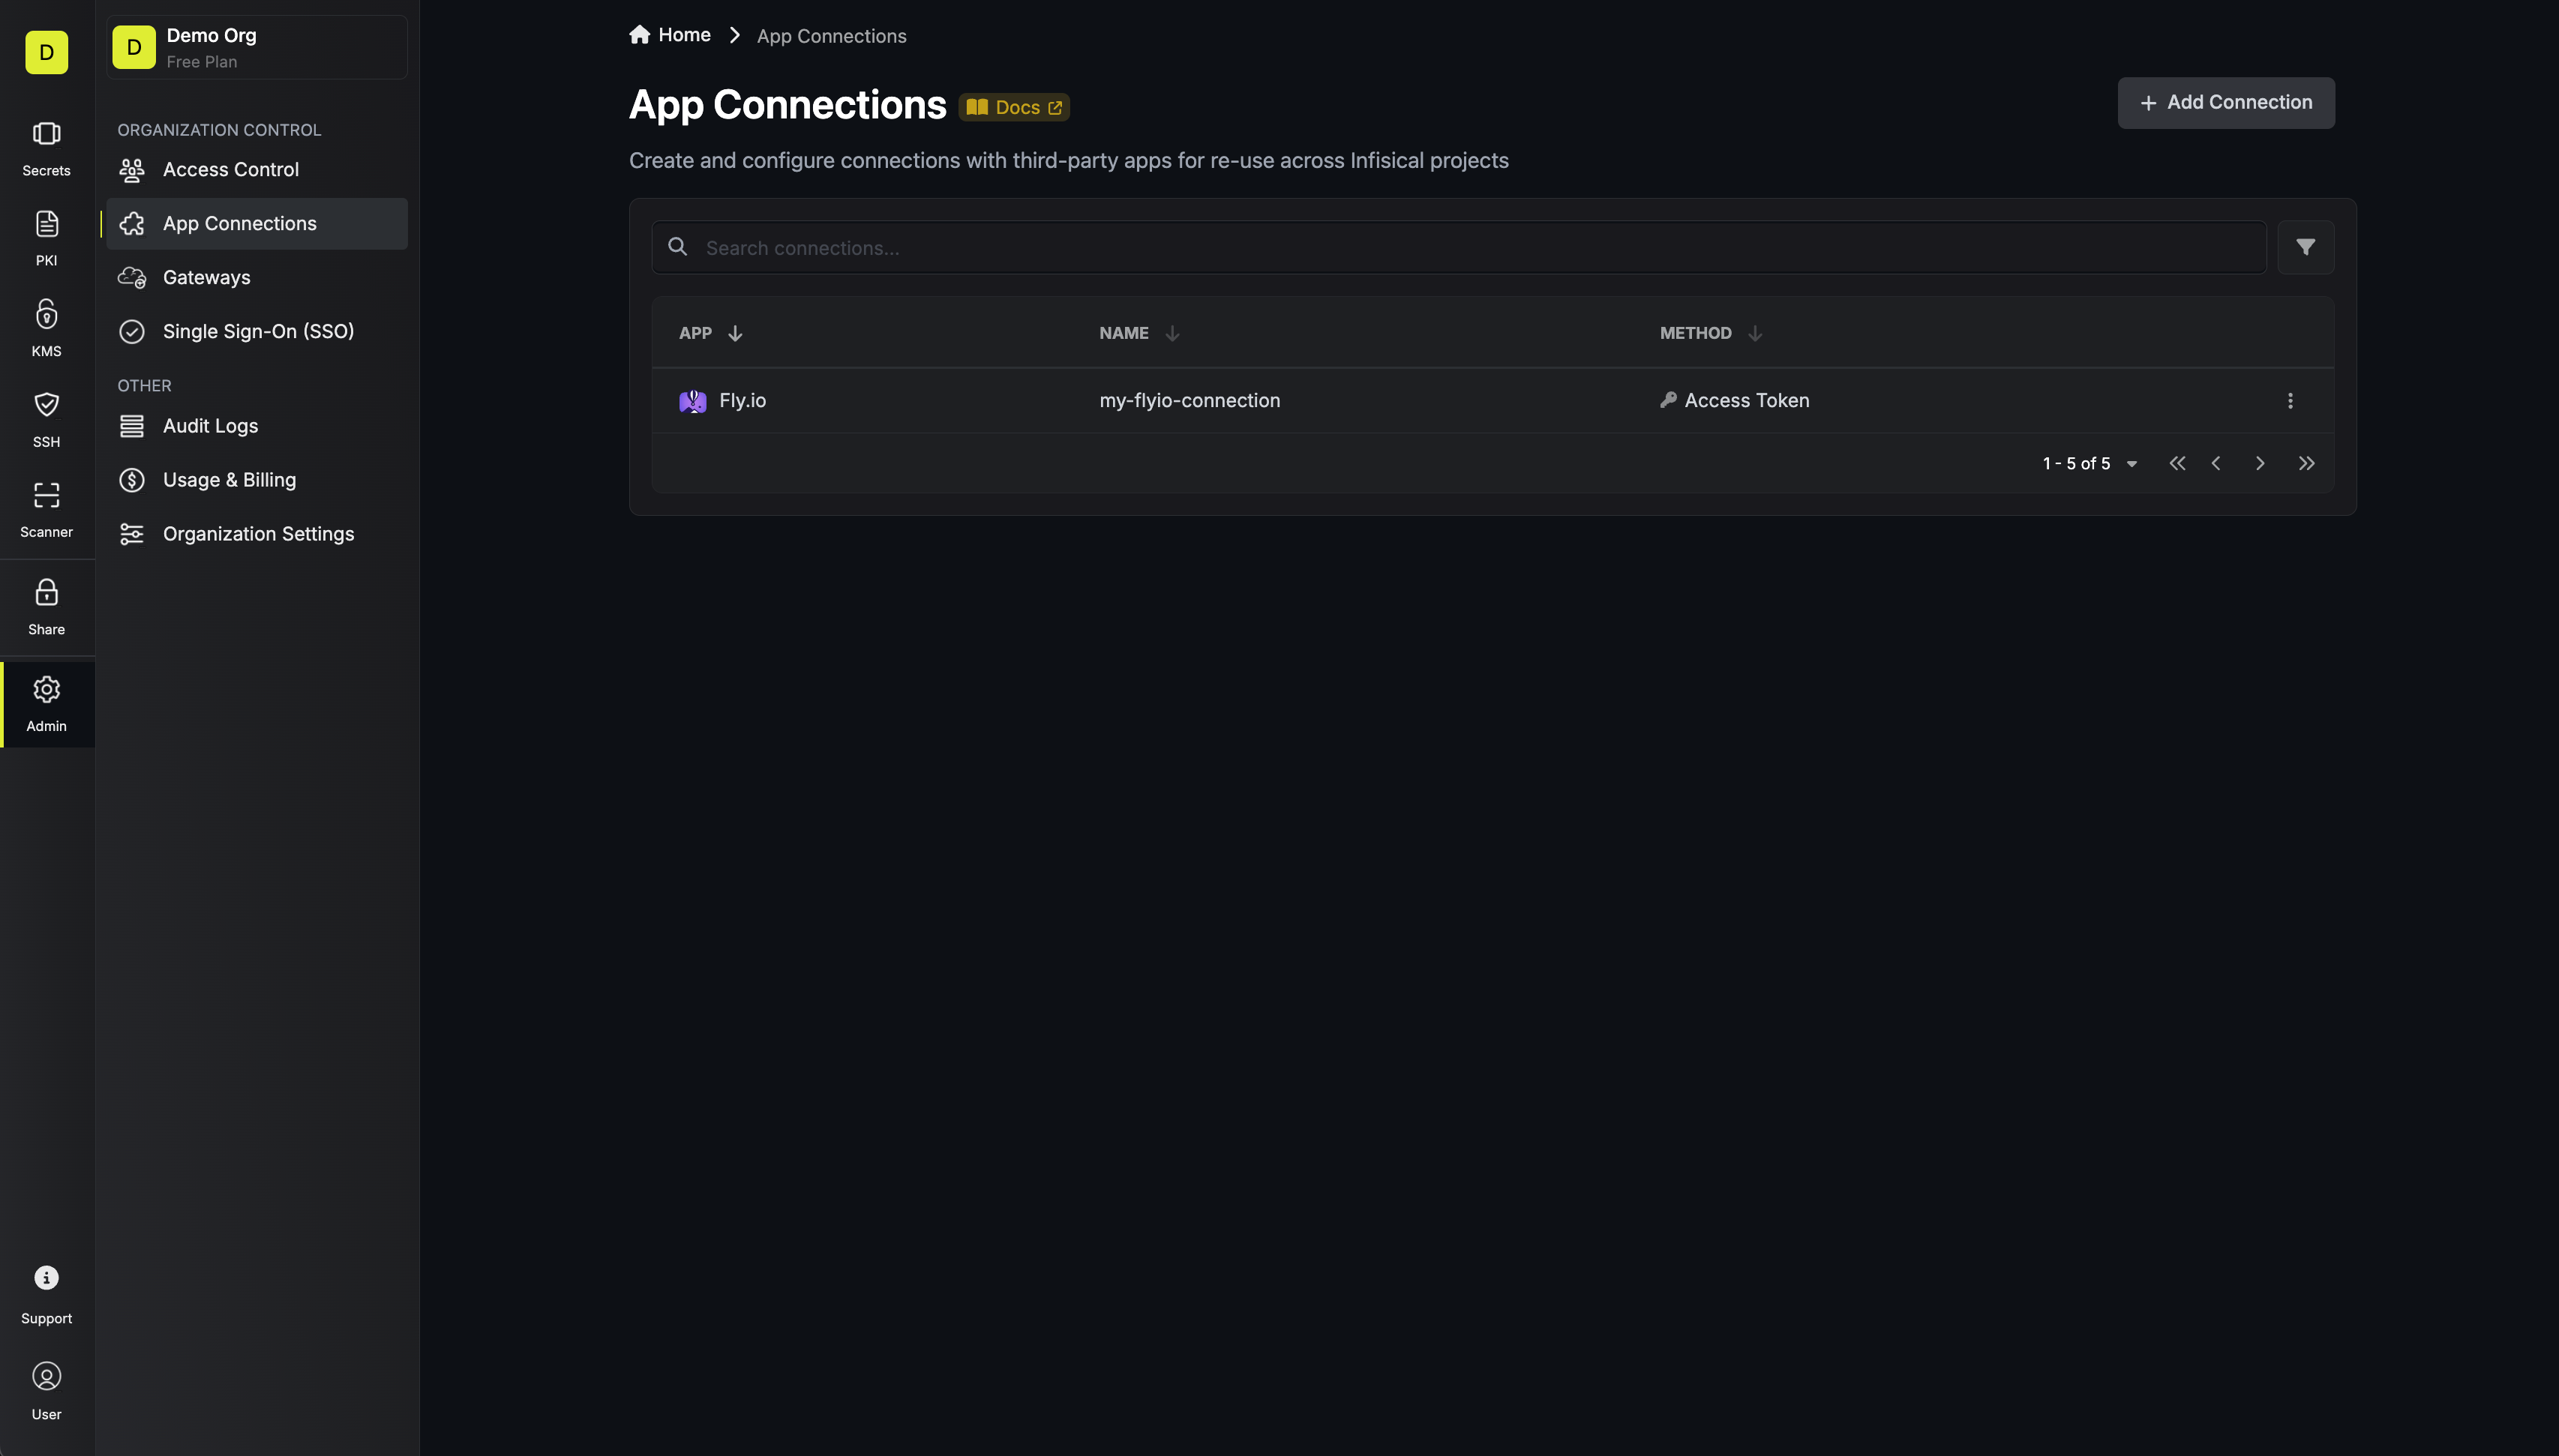 D
Secrets
PKI
KMS
SSH
Scanner
Share
Admin
Support
User
D
Demo Org
Free Plan
ORGANIZATION CONTROL
Access Control
App Connections
Gateways
Single Sign-On (SSO)
OTHER
Audit Logs
Usage & Billing
Organization Settings
Home
App Connections
App Connections
Docs
Add Connection
Create and configure connections with third-party apps for re-use across Infisical projects
Search connections...
APP NAME METHOD
Fly.io my-flyio-connection Access Token
1 - 5 of 5